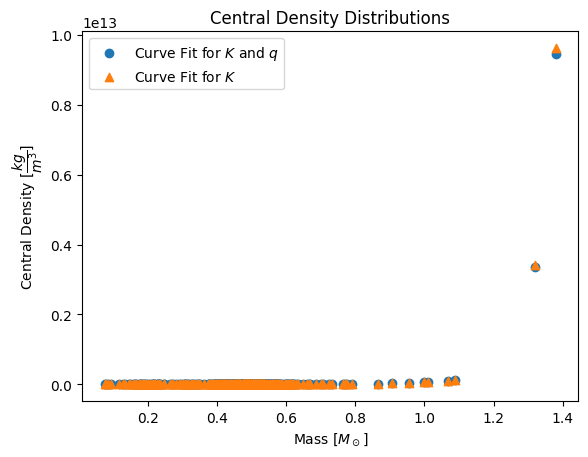 Central Density Distributions
1e13
Curve Fit for K and q
Curve Fit for K
1.0
0.8
0.6
0.4
0.2
0.0
Central Density [kg/m³]
0.2 0.4 0.6 0.8 1.0 1.2 1.4
Mass [M⊙]